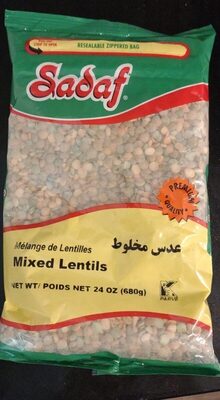 RESEALABLE ZIPPERED BAG
Sadaf
PREMIUM
QUALITY
عدس مخلوط
Mélange de Lentilles
Mixed Lentils
NET WT/ POIDS NET 24 OZ (680g)
K
PARVE